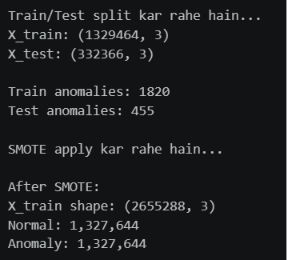 Train/Test split kar rahe hain...
X_train: (1329464, 3)
X_test: (332366, 3)
Train anomalies: 1820
Test anomalies: 455
SMOTE apply kar rahe hain...
After SMOTE:
X_train shape: (2655288, 3)
Normal: 1,327,644
Anomaly: 1,327,644